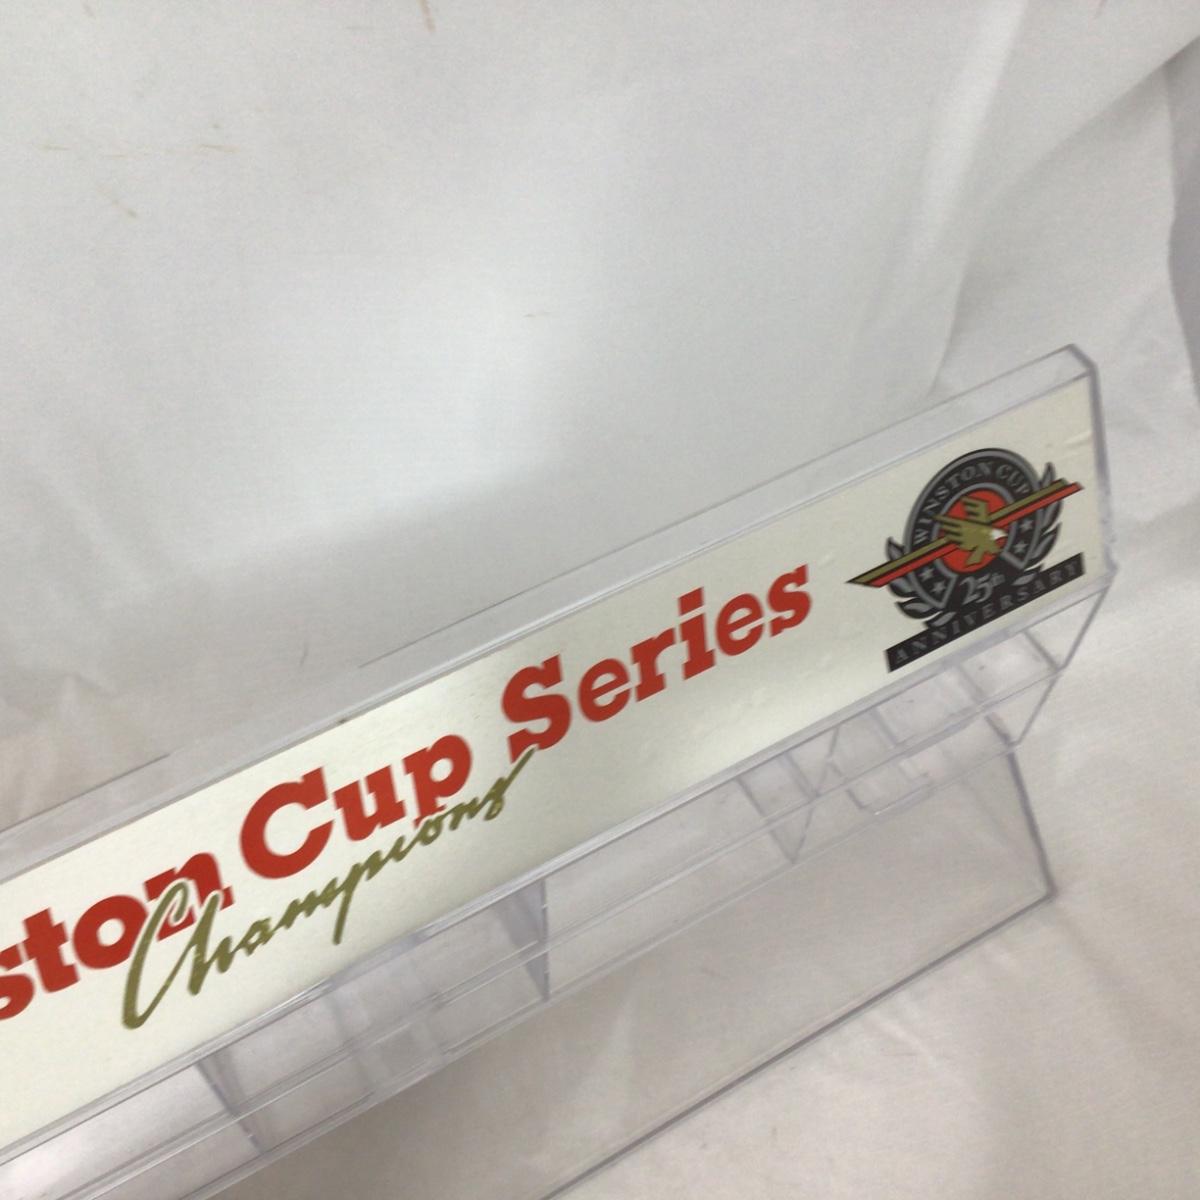 ston Cup Series
Champions
WINSTON CUP
25th
ANNIVERSARY